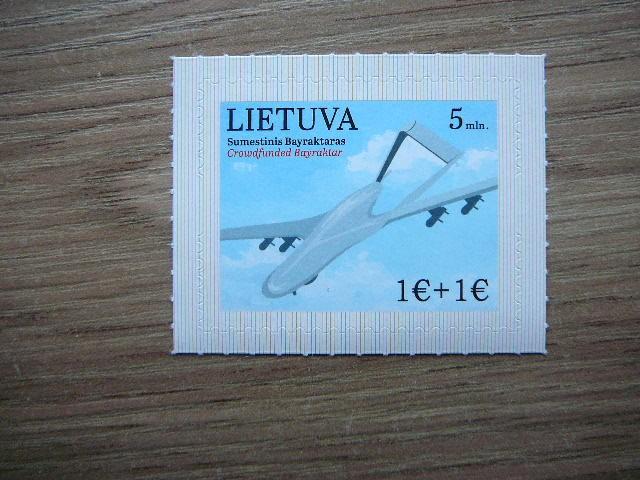 LIETUVA 5 mln.
Sumestinis Bayraktaras
Crowdfunded Bayraktar
1€+1€